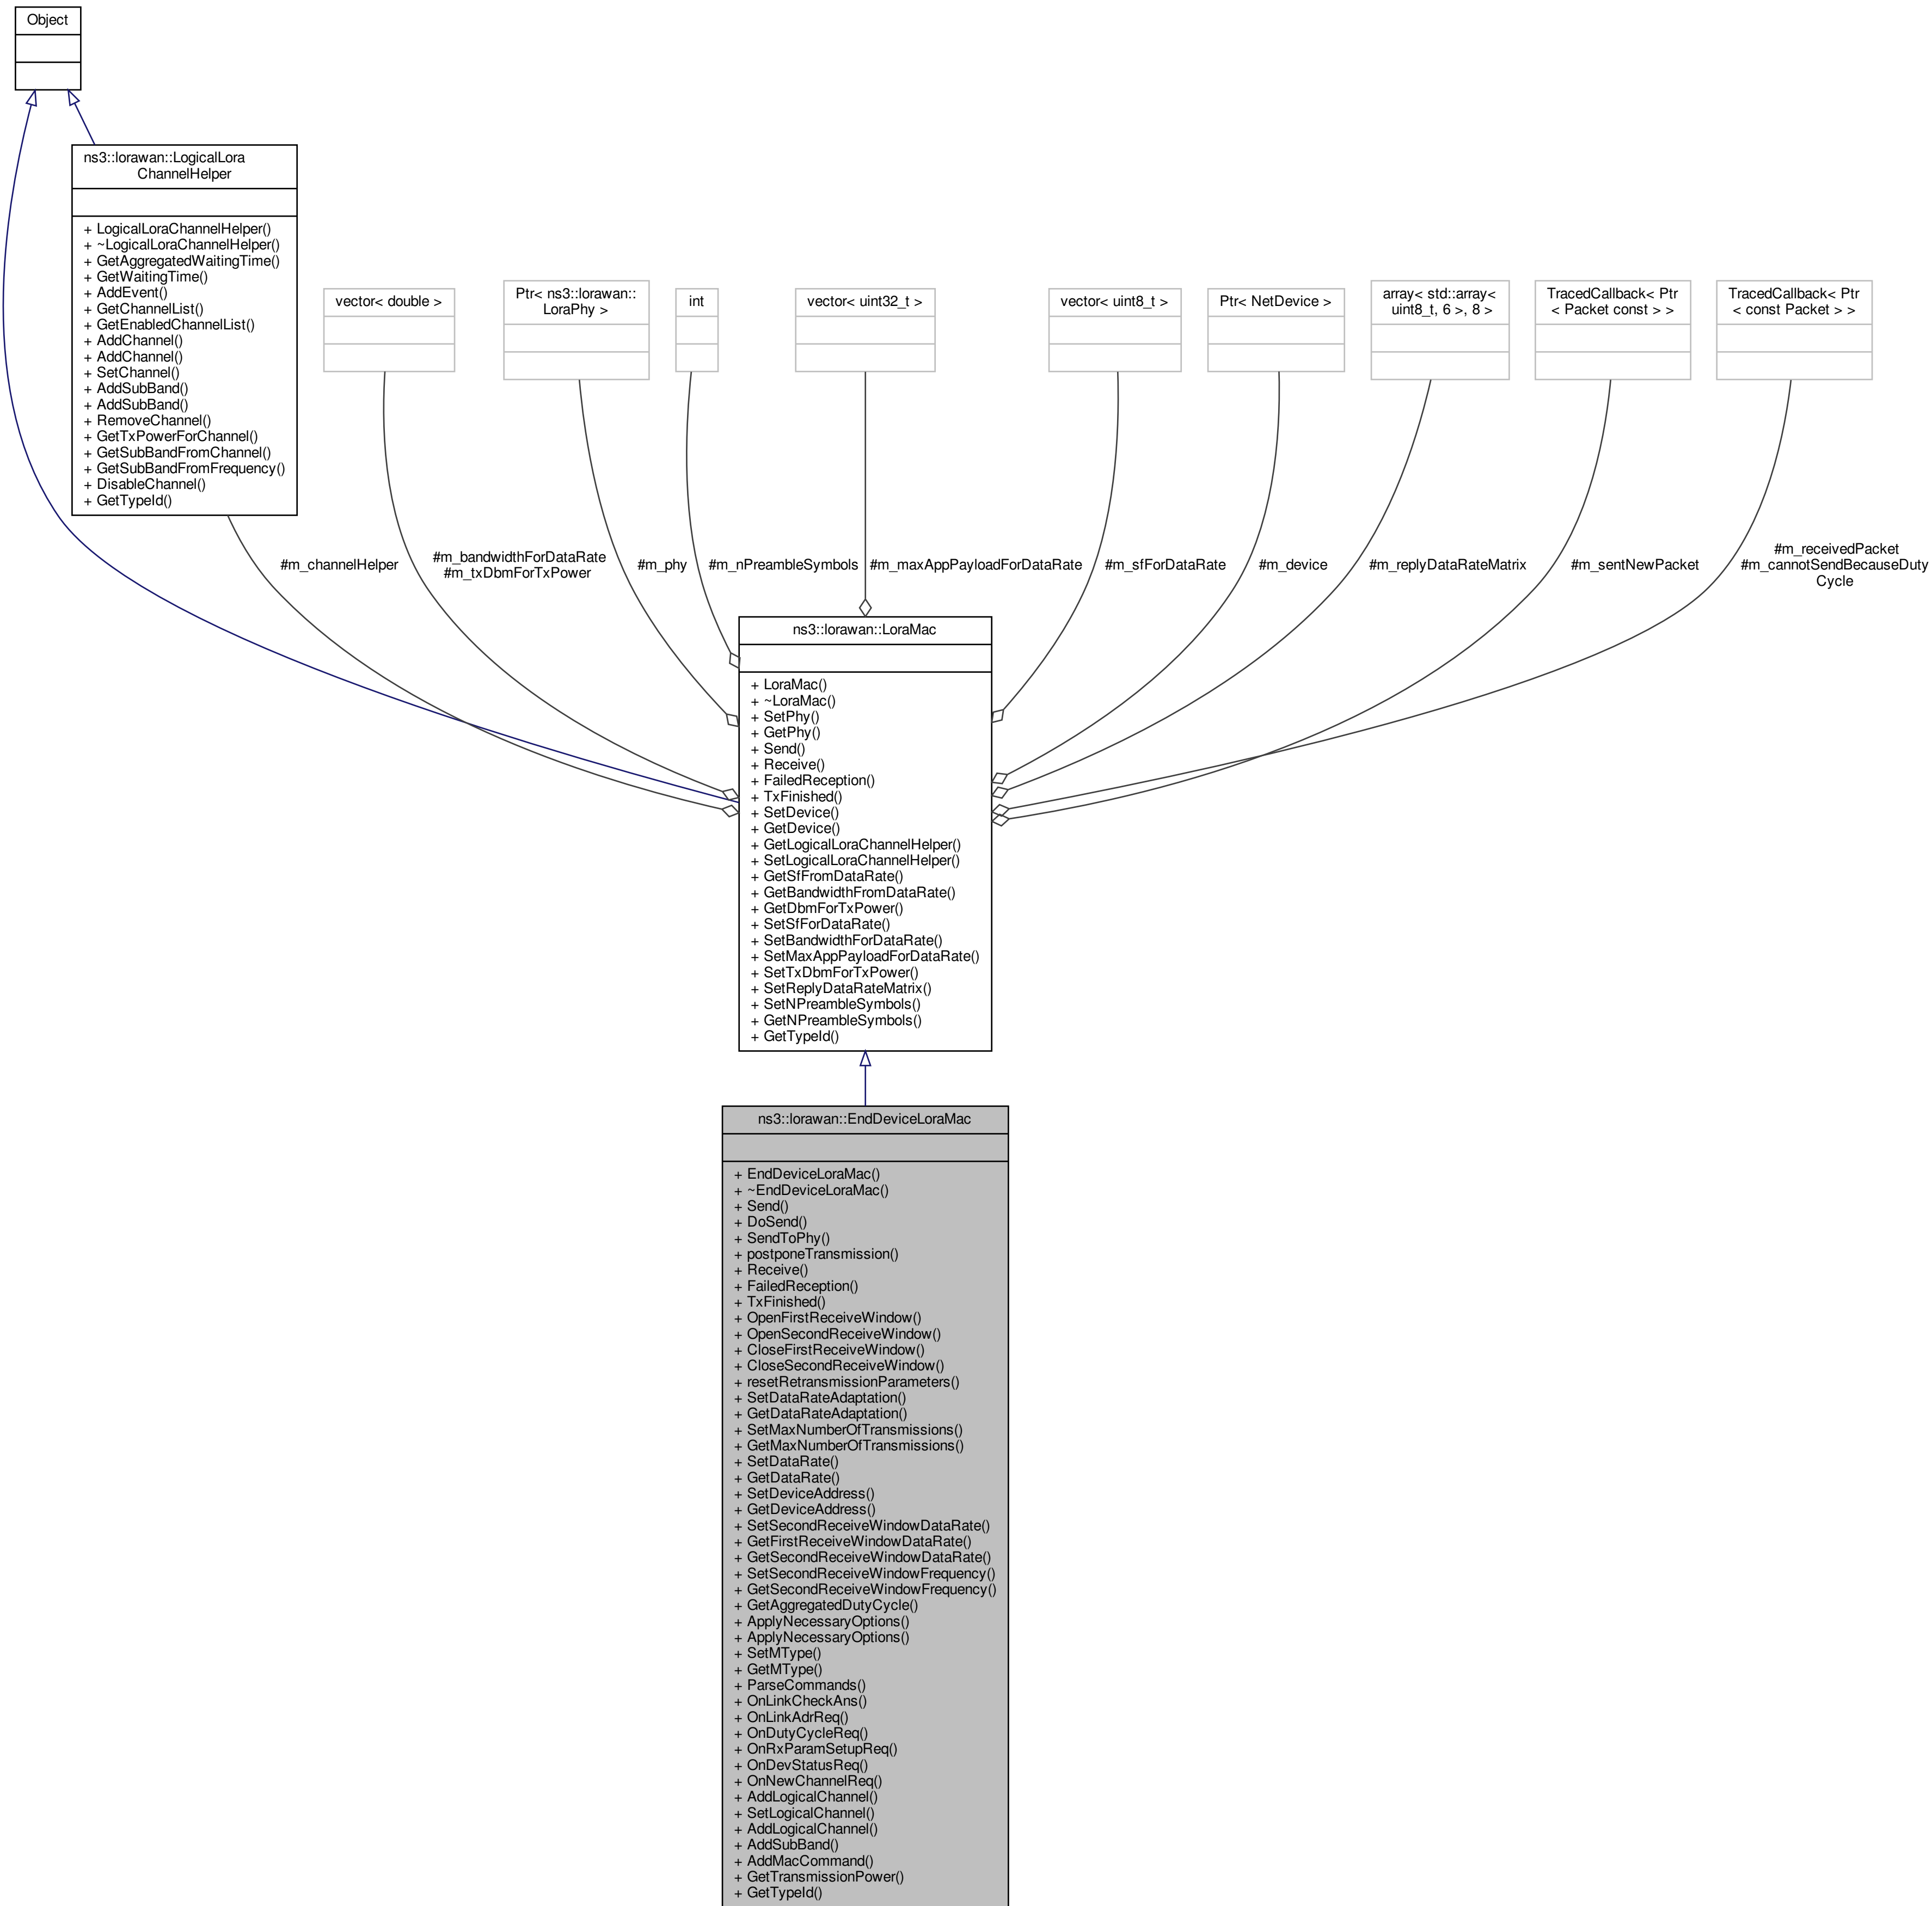 Object
ns3::lorawan::LogicalLora
ChannelHelper
+ LogicalLoraChannelHelper()
+ ~LogicalLoraChannelHelper()
+ GetAggregatedWaitingTime()
+ GetWaitingTime()
+ AddEvent()
+ GetChannelList()
+ GetEnabledChannelList()
+ AddChannel()
+ AddChannel()
+ SetChannel()
+ AddSubBand()
+ AddSubBand()
+ RemoveChannel()
+ GetTxPowerForChannel()
+ GetSubBandFromChannel()
+ GetSubBandFromFrequency()
+ DisableChannel()
+ GetTypeId()
vector< double >
Ptr< ns3::lorawan::
LoraPhy >
int
vector< uint32_t >
vector< uint8_t >
Ptr< NetDevice >
array< std::array<
uint8_t, 6 >, 8 >
TracedCallback< Ptr
< Packet const > >
TracedCallback< Ptr
< const Packet > >
#m_channelHelper
#m_bandwidthForDataRate
#m_txDbmForTxPower
#m_phy
#m_nPreambleSymbols
#m_maxAppPayloadForDataRate
#m_sfForDataRate
#m_device
#m_replyDataRateMatrix
#m_sentNewPacket
#m_receivedPacket
#m_cannotSendBecauseDuty
Cycle
ns3::lorawan::LoraMac
+ LoraMac()
+ ~LoraMac()
+ SetPhy()
+ GetPhy()
+ Send()
+ Receive()
+ FailedReception()
+ TxFinished()
+ SetDevice()
+ GetDevice()
+ GetLogicalLoraChannelHelper()
+ SetLogicalLoraChannelHelper()
+ GetSfFromDataRate()
+ GetBandwidthFromDataRate()
+ GetDbmForTxPower()
+ SetSfForDataRate()
+ SetBandwidthForDataRate()
+ SetMaxAppPayloadForDataRate()
+ SetTxDbmForTxPower()
+ SetReplyDataRateMatrix()
+ SetNPreambleSymbols()
+ GetNPreambleSymbols()
+ GetTypeId()
ns3::lorawan::EndDeviceLoraMac
+ EndDeviceLoraMac()
+ ~EndDeviceLoraMac()
+ Send()
+ DoSend()
+ SendToPhy()
+ postponeTransmission()
+ Receive()
+ FailedReception()
+ TxFinished()
+ OpenFirstReceiveWindow()
+ OpenSecondReceiveWindow()
+ CloseFirstReceiveWindow()
+ CloseSecondReceiveWindow()
+ resetRetransmissionParameters()
+ SetDataRateAdaptation()
+ GetDataRateAdaptation()
+ SetMaxNumberOfTransmissions()
+ GetMaxNumberOfTransmissions()
+ SetDataRate()
+ GetDataRate()
+ SetDeviceAddress()
+ GetDeviceAddress()
+ SetSecondReceiveWindowDataRate()
+ GetFirstReceiveWindowDataRate()
+ GetSecondReceiveWindowDataRate()
+ SetSecondReceiveWindowFrequency()
+ GetSecondReceiveWindowFrequency()
+ GetAggregatedDutyCycle()
+ ApplyNecessaryOptions()
+ ApplyNecessaryOptions()
+ SetMType()
+ GetMType()
+ ParseCommands()
+ OnLinkCheckAns()
+ OnLinkAdrReq()
+ OnDutyCycleReq()
+ OnRxParamSetupReq()
+ OnDevStatusReq()
+ OnNewChannelReq()
+ AddLogicalChannel()
+ SetLogicalChannel()
+ AddLogicalChannel()
+ AddSubBand()
+ AddMacCommand()
+ GetTransmissionPower()
+ GetTypeId()